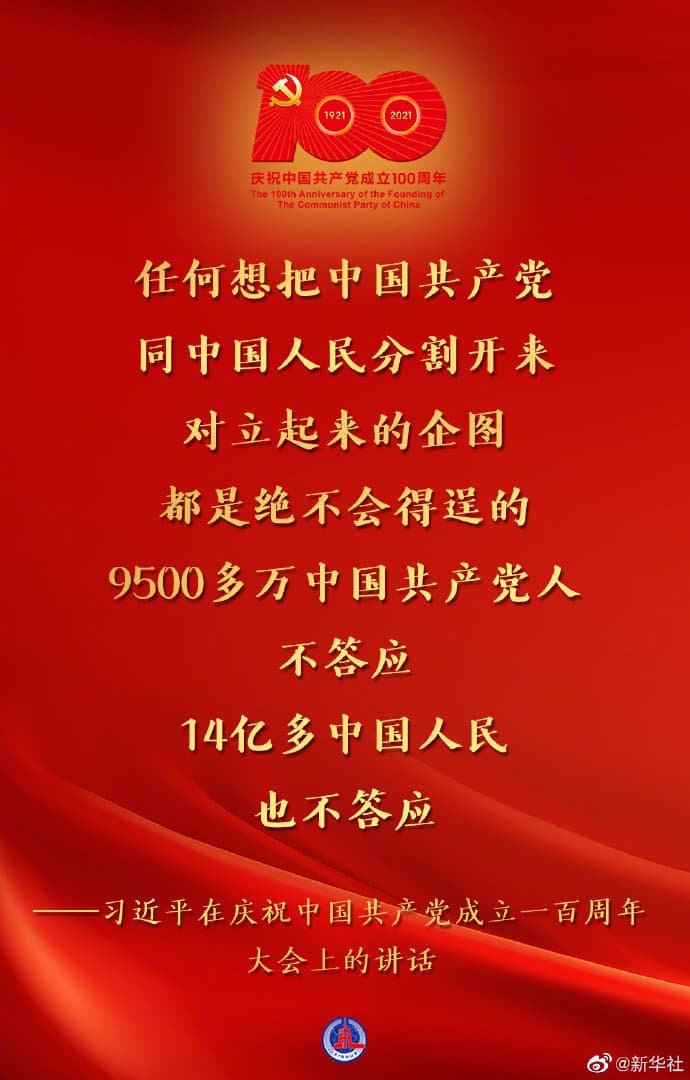 1921
2021
庆祝中国共产党成立100周年
The 100th Anniversary of the Founding of
The Communist Party of China
任何想把中国共产党
同中国人民分割开来
对立起来的企图
都是绝不会得逞的
9500多万中国共产党人
不答应
14亿多中国人民
也不答应
——习近平在庆祝中国共产党成立一百周年
大会上的讲话
@新华社